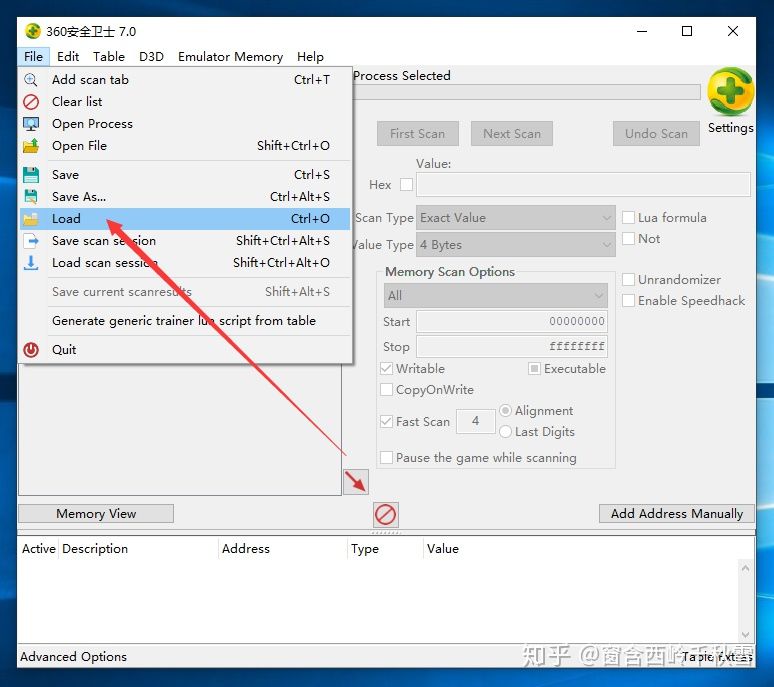 360安全卫士 7.0
File Edit Table D3D Emulator Memory Help
Add scan tab Ctrl+T
Clear list
Open Process
Open File Shift+Ctrl+O
Save Ctrl+S
Save As... Ctrl+Alt+S
Load Ctrl+O
Save scan session Shift+Ctrl+Alt+S
Load scan session Shift+Ctrl+Alt+O
Save current scanresults Shift+Alt+S
Generate generic trainer lua script from table
Quit
Process Selected
Settings
First Scan Next Scan Undo Scan
Value:
Hex
Scan Type Exact Value
Lua formula
Value Type 4 Bytes
Not
Memory Scan Options
All
Unrandomizer
Enable Speedhack
Start 00000000
Stop ffffffff
Writable Executable
CopyOnWrite
Fast Scan 4 Alignment
Last Digits
Pause the game while scanning
Memory View
Add Address Manually
Active Description Address Type Value
Advanced Options
Table Extras
知乎 @窗含西岭千秋雪